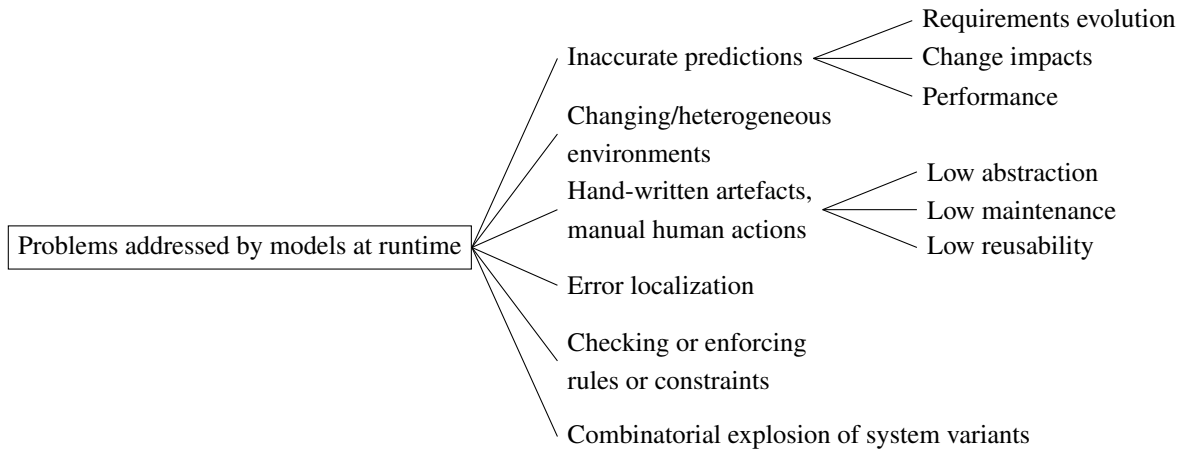 Problems addressed by models at runtime
Inaccurate predictions
Requirements evolution
Change impacts
Performance
Changing/heterogeneous
environments
Hand-written artefacts,
manual human actions
Low abstraction
Low maintenance
Low reusability
Error localization
Checking or enforcing
rules or constraints
Combinatorial explosion of system variants